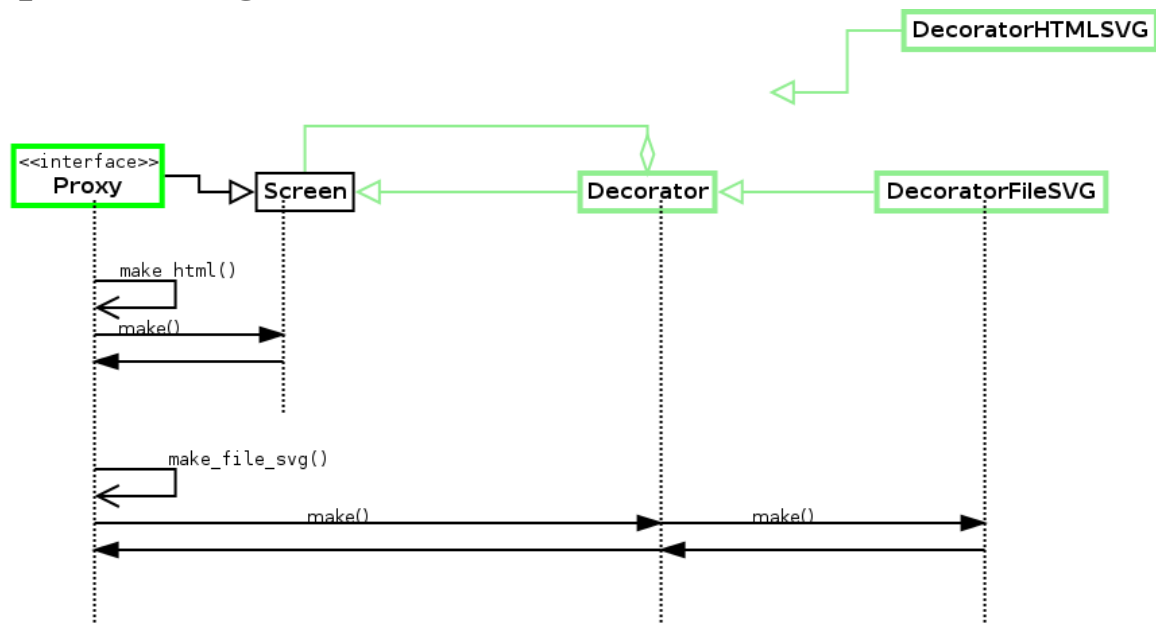 DecoratorHTMLSVG
<<interface>>
Proxy
Screen
Decorator
DecoratorFileSVG
make_html()
make()
make_file_svg()
make()
make()